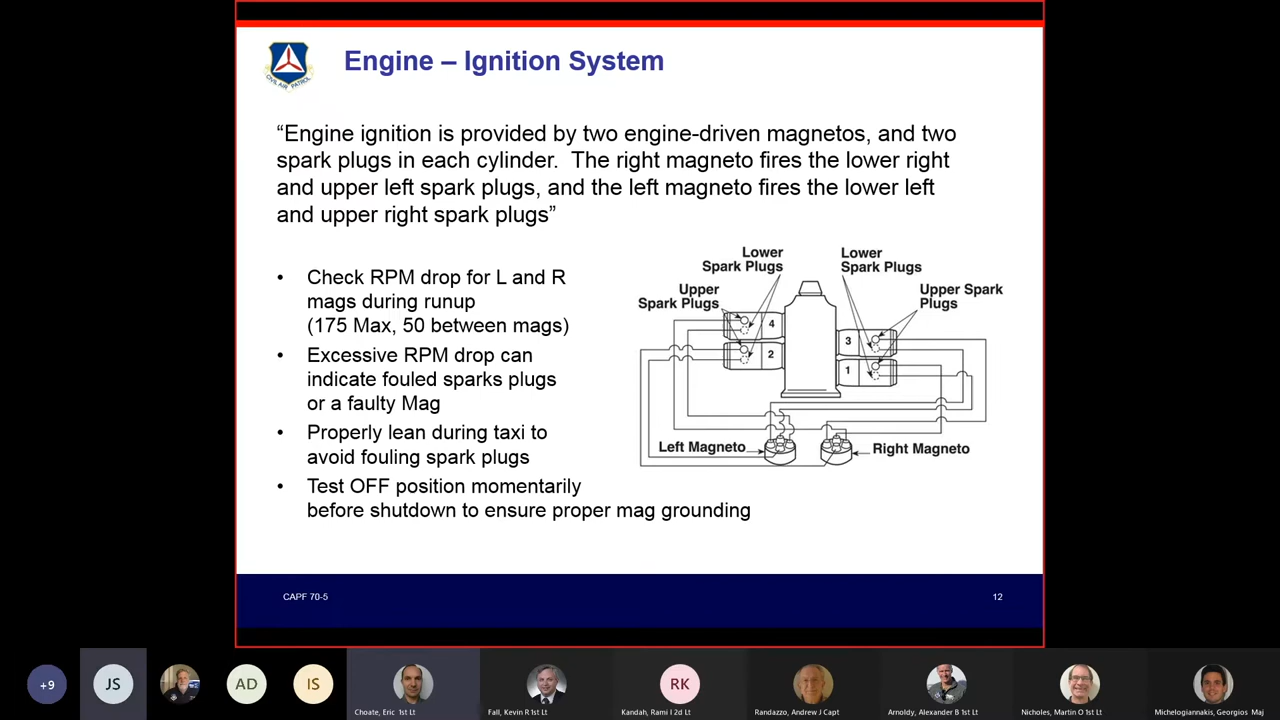 Engine – Ignition System
CIVIL AIR PATROL
“Engine ignition is provided by two engine-driven magnetos, and two
spark plugs in each cylinder. The right magneto fires the lower right
and upper left spark plugs, and the left magneto fires the lower left
and upper right spark plugs”
• Check RPM drop for L and R
mags during runup
(175 Max, 50 between mags)
• Excessive RPM drop can
indicate fouled sparks plugs
or a faulty Mag
• Properly lean during taxi to
avoid fouling spark plugs
• Test OFF position momentarily
before shutdown to ensure proper mag grounding
Lower
Spark Plugs
Lower
Spark Plugs
Upper
Spark Plugs
Upper Spark
Plugs
4
2
3
1
Left Magneto
Right Magneto
CAPF 70-5
12
+9
JS
AD
IS
RK
Choate, Eric 1st Lt
Fall, Kevin R 1st Lt
Kandah, Rami I 2d Lt
Randazzo, Andrew J Capt
Arnoldy, Alexander B 1st Lt
Nicholes, Martin O 1st Lt
Michelogiannakis, Georgios Maj